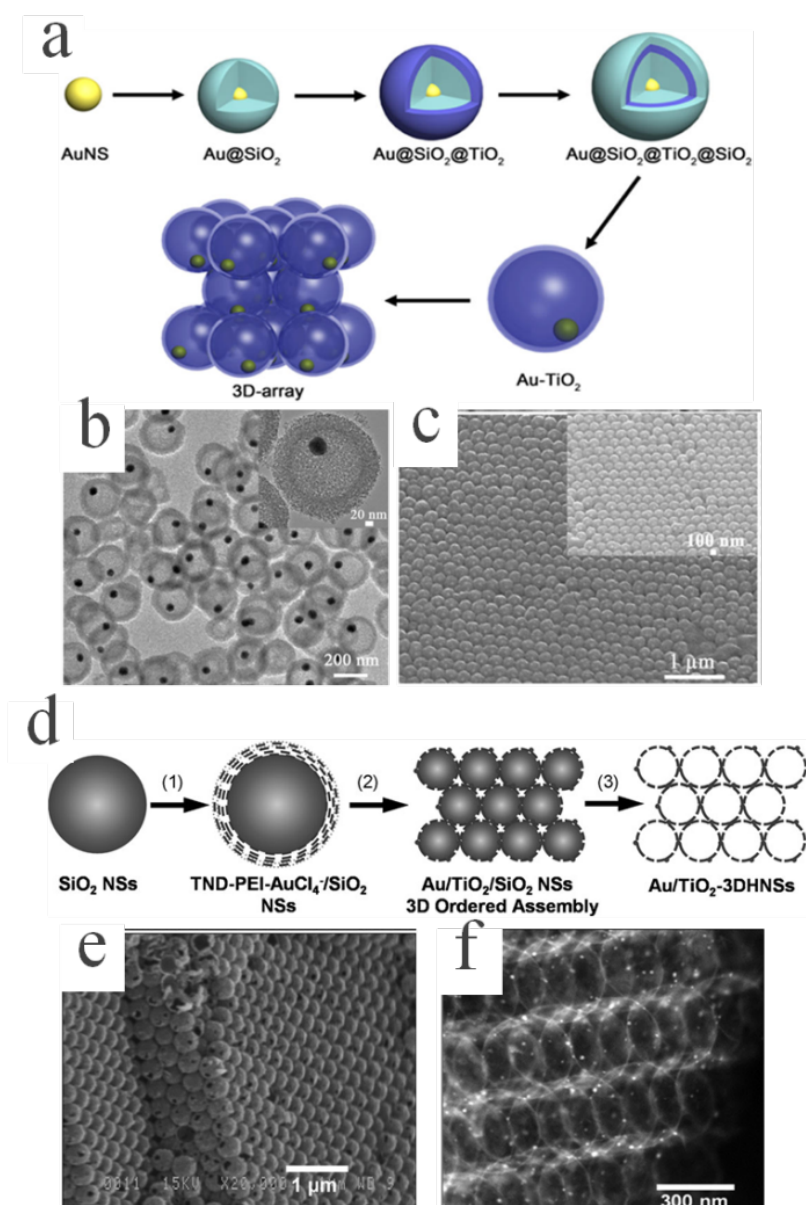 a
AuNS
Au@SiO₂
Au@SiO₂@TiO₂
Au@SiO₂@TiO₂@SiO₂
3D-array
Au-TiO₂
b
20 nm
200 nm
c
100 nm
1 μm
d
(1)
(2)
(3)
SiO₂ NSs
TND-PEI-AuCl₄⁻/SiO₂
NSs
Au/TiO₂/SiO₂ NSs
3D Ordered Assembly
Au/TiO₂-3DHNSs
e
15KV
1 μm
f
300 nm